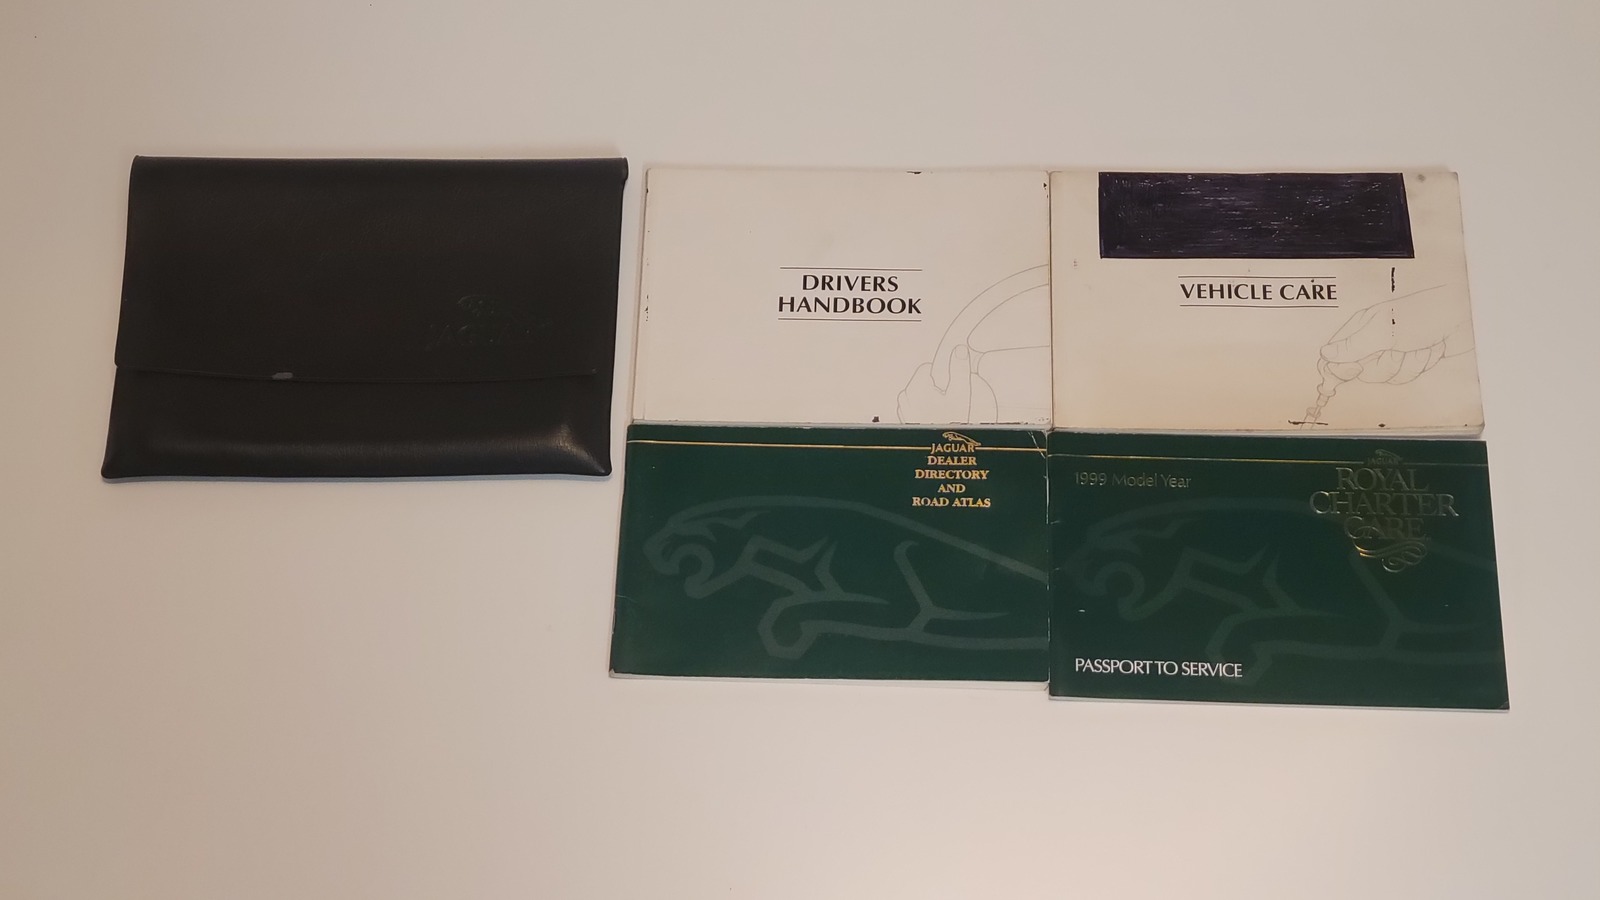 JAGUAR
DRIVERS
HANDBOOK
VEHICLE CARE
JAGUAR
DEALER
DIRECTORY
AND
ROAD ATLAS
1999 Model Year
JAGUAR
ROYAL
CHARTER
CARE
PASSPORT TO SERVICE